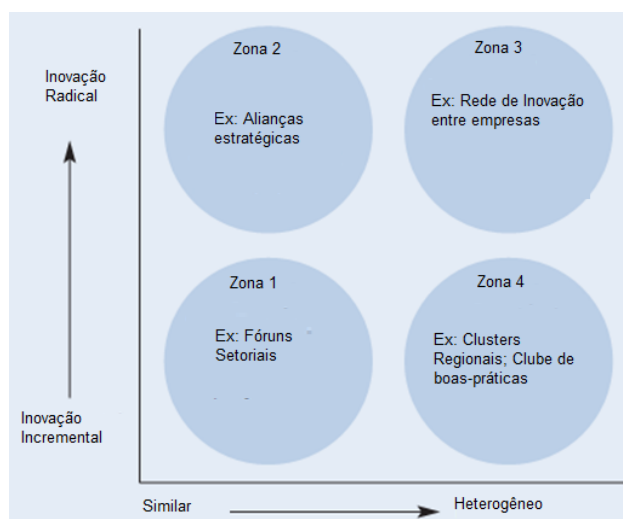 Zona 2
Zona 3
Inovação
Radical
Ex: Alianças
estratégicas
Ex: Rede de Inovação
entre empresas
Zona 1
Zona 4
Ex: Fóruns
Setoriais
Ex: Clusters
Regionais; Clube de
boas-práticas
Inovação
Incremental
Similar
Heterogêneo